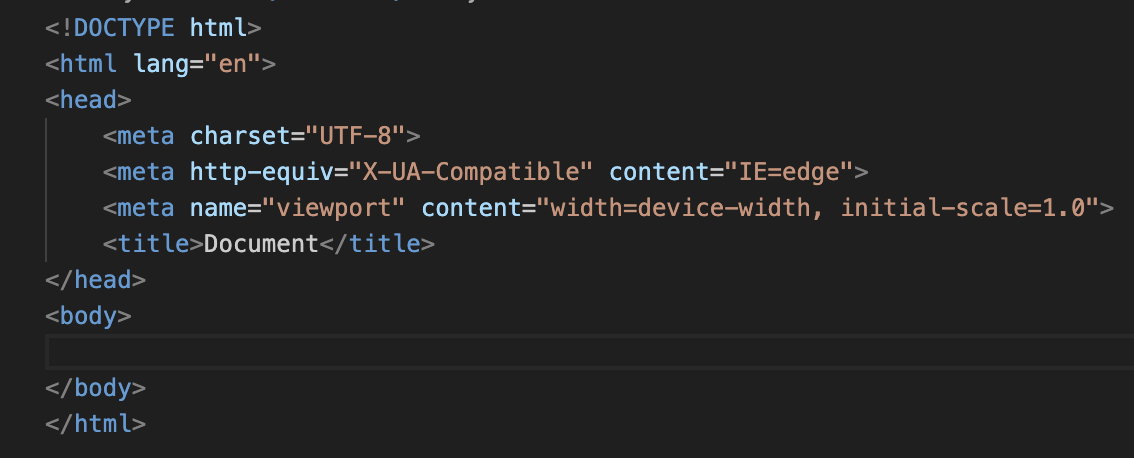 <!DOCTYPE html>
<html lang="en">
<head>
    <meta charset="UTF-8">
    <meta http-equiv="X-UA-Compatible" content="IE=edge">
    <meta name="viewport" content="width=device-width, initial-scale=1.0">
    <title>Document</title>
</head>
<body>

</body>
</html>